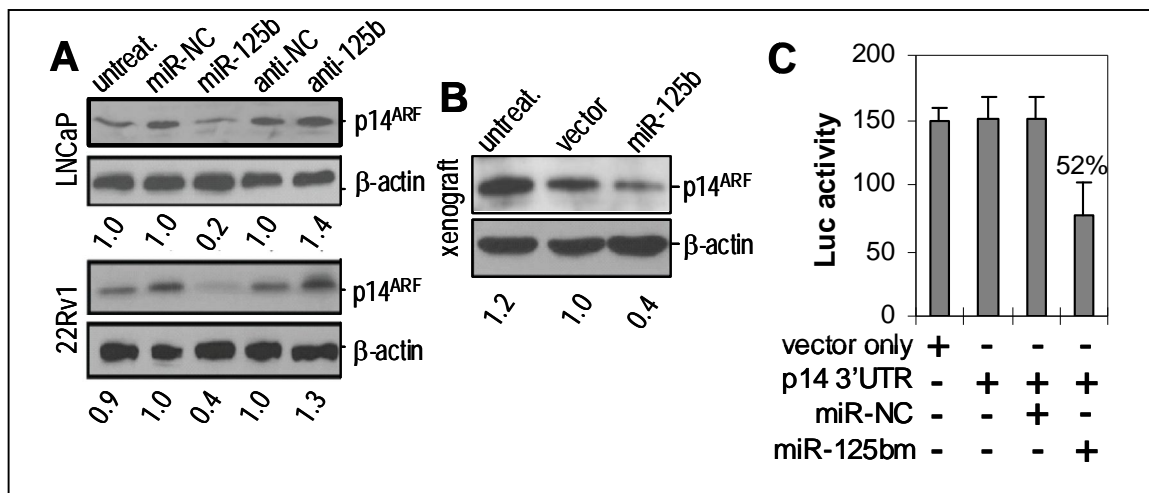 A
untreat. miR-NC miR-125b anti-NC anti-125b
LNCaP
p14ARF
β-actin
1.0 1.0 0.2 1.0 1.4
22Rv1
p14ARF
β-actin
0.9 1.0 0.4 1.0 1.3
B
untreat. vector miR-125b
xenograft
p14ARF
β-actin
1.2 1.0 0.4
C
Luc activity
200
150
100
50
0
52%
vector only + - - -
p14 3'UTR - + + +
miR-NC - - + -
miR-125bm - - - +